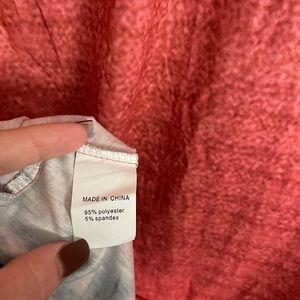 MADE IN CHINA
95% polyester
5% spandex